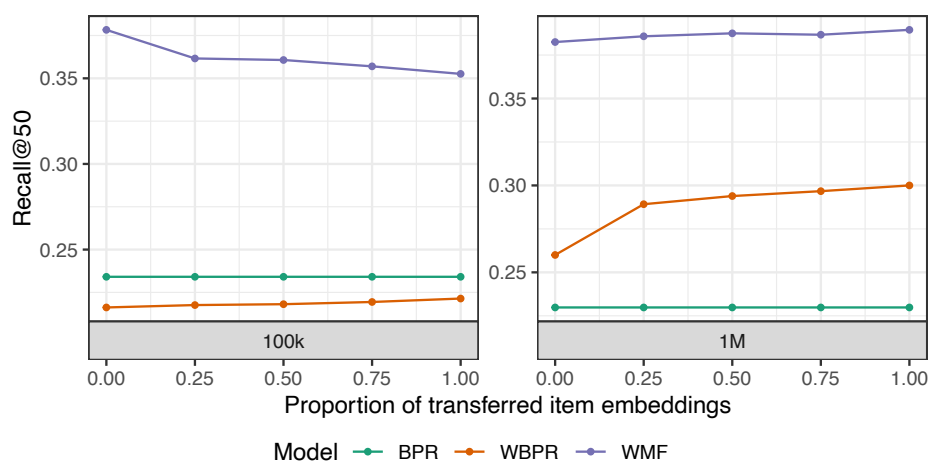 Recall@50
0.35
0.30
0.25
0.35
0.30
0.25
100k
1M
0.00 0.25 0.50 0.75 1.00
0.00 0.25 0.50 0.75 1.00
Proportion of transferred item embeddings
Model BPR WBPR WMF